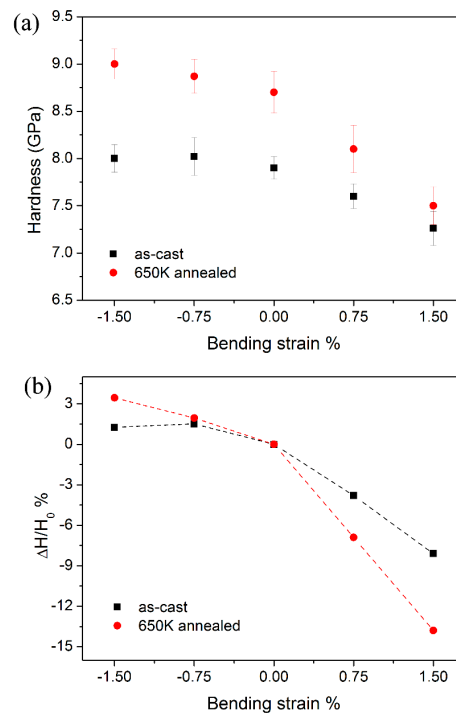 (a)
9.5
9.0
8.5
8.0
7.5
7.0
6.5
Hardness (GPa)
as-cast
650K annealed
-1.50 -0.75 0.00 0.75 1.50
Bending strain %
(b)
3
0
-3
-6
-9
-12
-15
ΔH/H₀ %
as-cast
650K annealed
-1.50 -0.75 0.00 0.75 1.50
Bending strain %